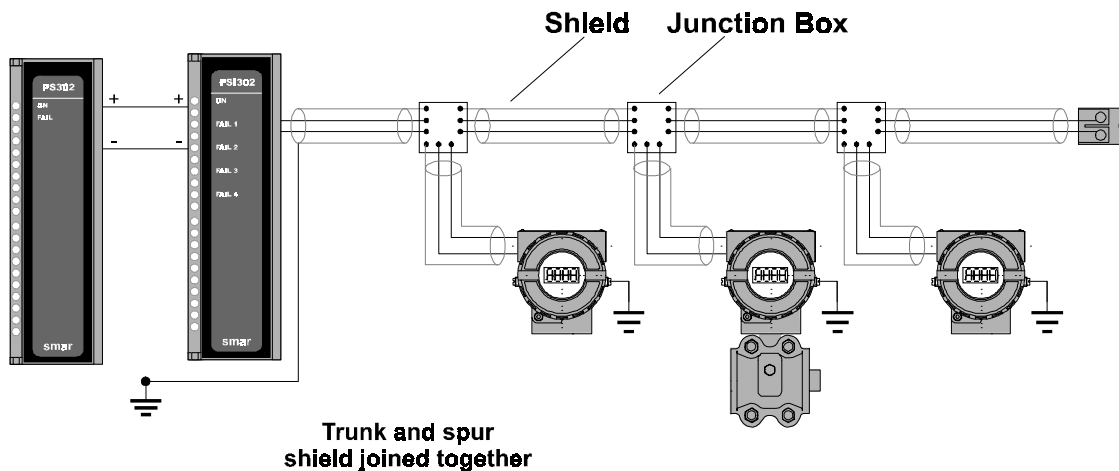 Shield
Junction Box
PS302
ON
FAIL
smar
+ +
- -
PSI302
ON
FAIL 1
FAIL 2
FAIL 3
FAIL 4
smar
Trunk and spur
shield joined together